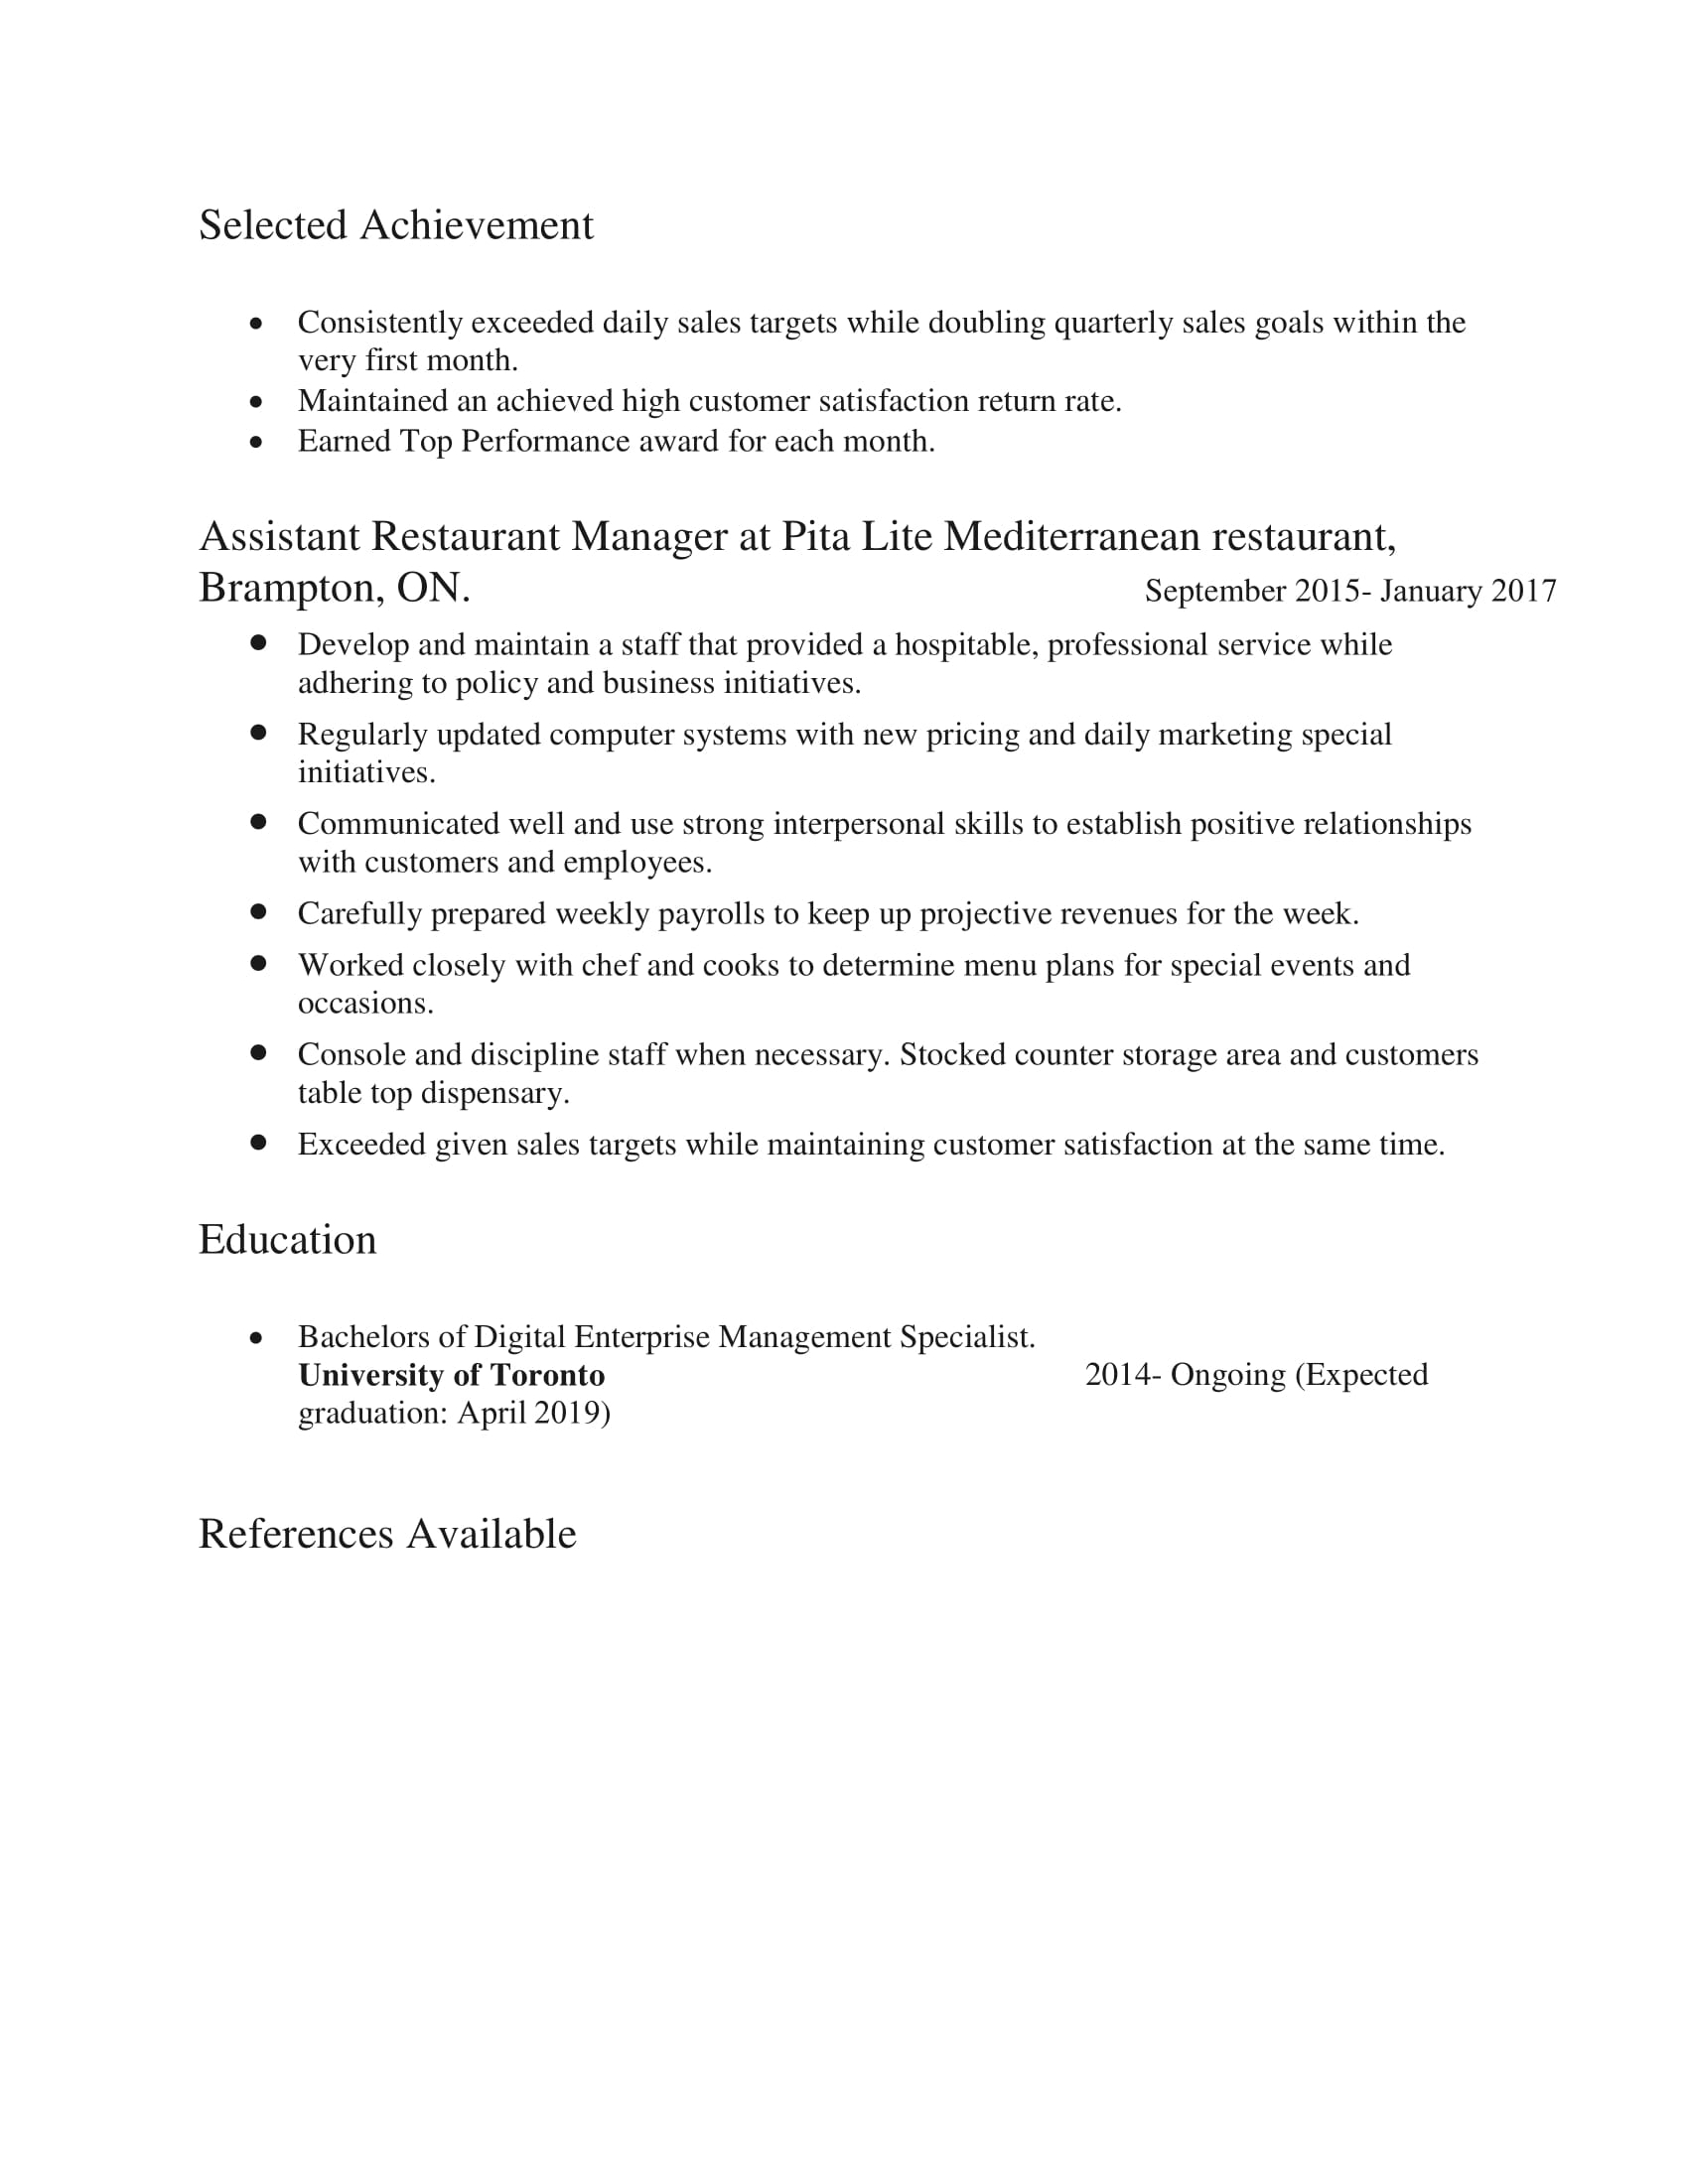 Selected Achievement
• Consistently exceeded daily sales targets while doubling quarterly sales goals within the
very first month.
• Maintained an achieved high customer satisfaction return rate.
• Earned Top Performance award for each month.
Assistant Restaurant Manager at Pita Lite Mediterranean restaurant,
Brampton, ON. September 2015- January 2017
• Develop and maintain a staff that provided a hospitable, professional service while
adhering to policy and business initiatives.
• Regularly updated computer systems with new pricing and daily marketing special
initiatives.
• Communicated well and use strong interpersonal skills to establish positive relationships
with customers and employees.
• Carefully prepared weekly payrolls to keep up projective revenues for the week.
• Worked closely with chef and cooks to determine menu plans for special events and
occasions.
• Console and discipline staff when necessary. Stocked counter storage area and customers
table top dispensary.
• Exceeded given sales targets while maintaining customer satisfaction at the same time.
Education
• Bachelors of Digital Enterprise Management Specialist.
University of Toronto 2014- Ongoing (Expected
graduation: April 2019)
References Available